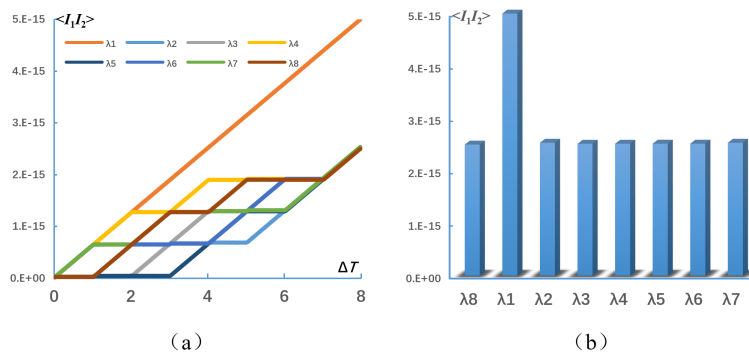 <I₁I₂>
5.E-15
4.E-15
3.E-15
2.E-15
1.E-15
0.E+00
λ1 λ2 λ3 λ4
λ5 λ6 λ7 λ8
0 2 4 6 8
ΔT
（a）
<I₁I₂>
5.E-15
4.E-15
3.E-15
2.E-15
1.E-15
0.E+00
λ8 λ1 λ2 λ3 λ4 λ5 λ6 λ7
（b）